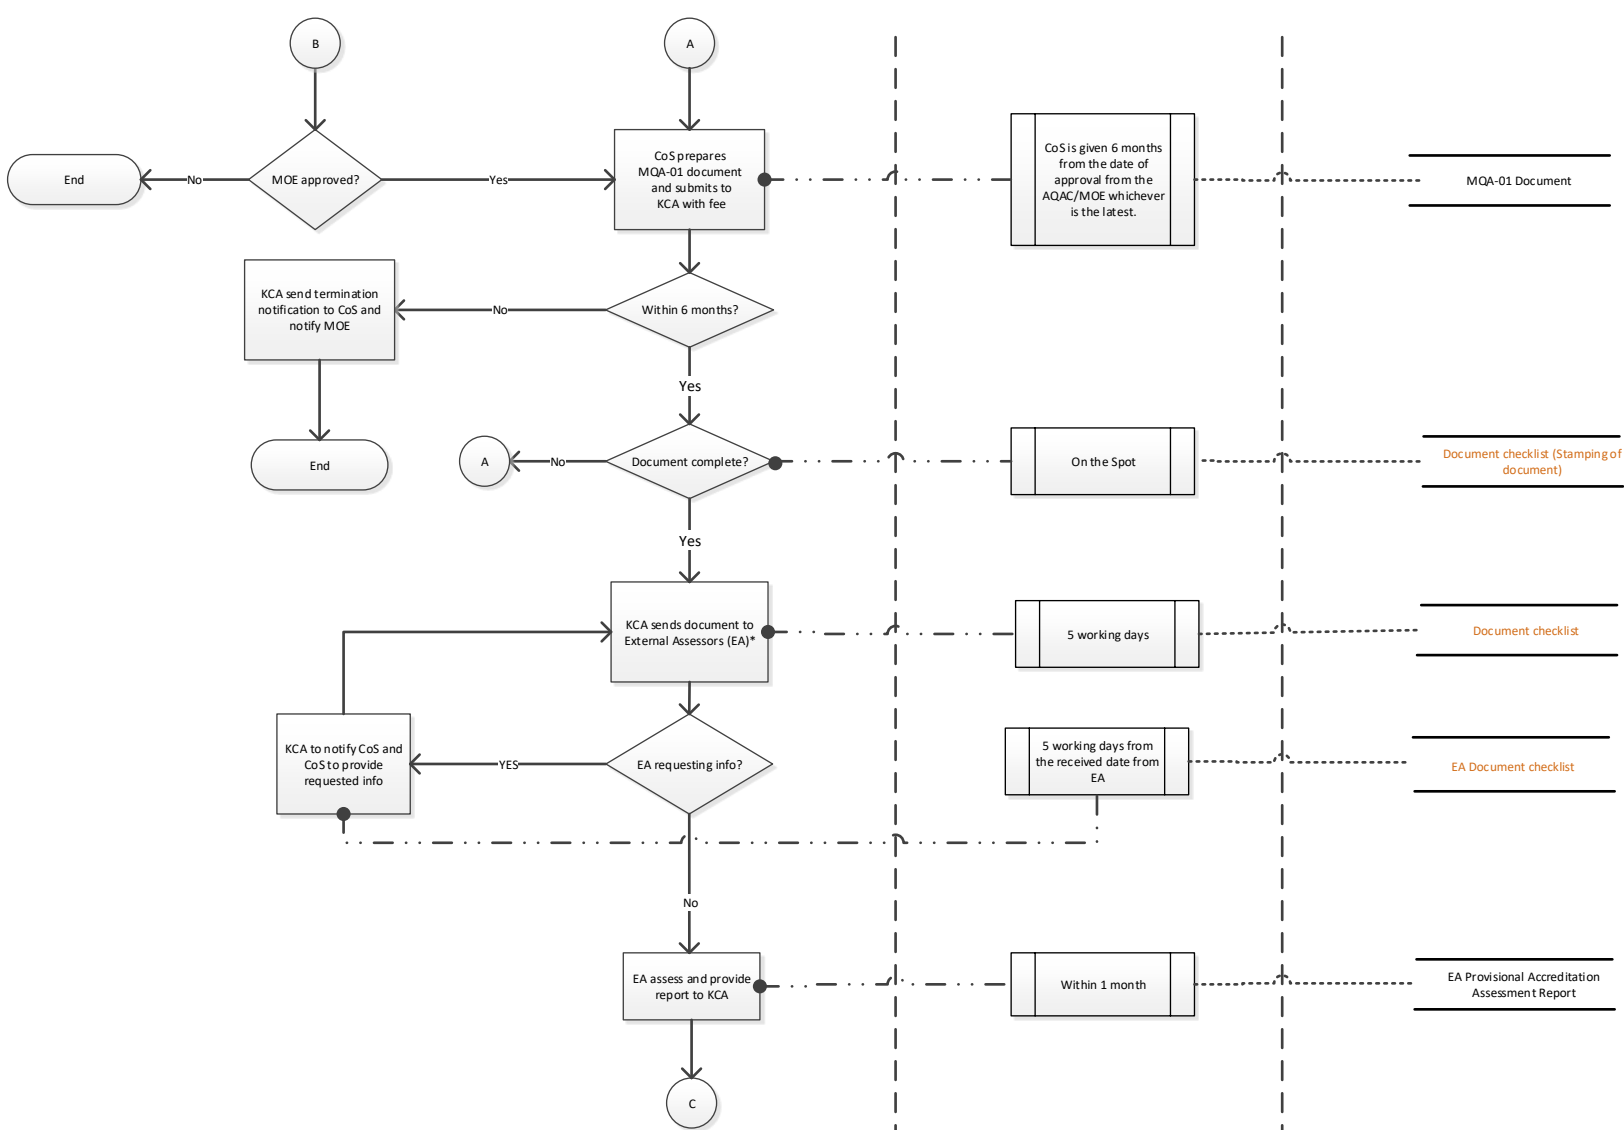 B
A
End
No
MOE approved?
Yes
CoS prepares
MQA-01 document
and submits to
KCA with fee
CoS is given 6 months
from the date of
approval from the
AQAC/MOE whichever
is the latest.
MQA-01 Document
KCA send termination
notification to CoS and
notify MOE
No
Within 6 months?
Yes
End
A
No
Document complete?
On the Spot
Document checklist (Stamping of
document)
Yes
KCA sends document to
External Assessors (EA)*
5 working days
Document checklist
KCA to notify CoS and
CoS to provide
requested info
YES
EA requesting info?
5 working days from
the received date from
EA
EA Document checklist
No
EA assess and provide
report to KCA
Within 1 month
EA Provisional Accreditation
Assessment Report
C